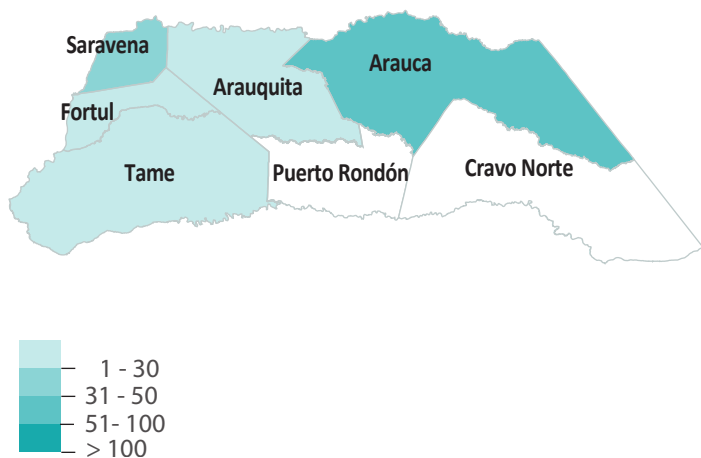 Saravena
Arauca
Arauquita
Fortul
Tame
Puerto Rondón
Cravo Norte
1 - 30
31 - 50
51- 100
> 100